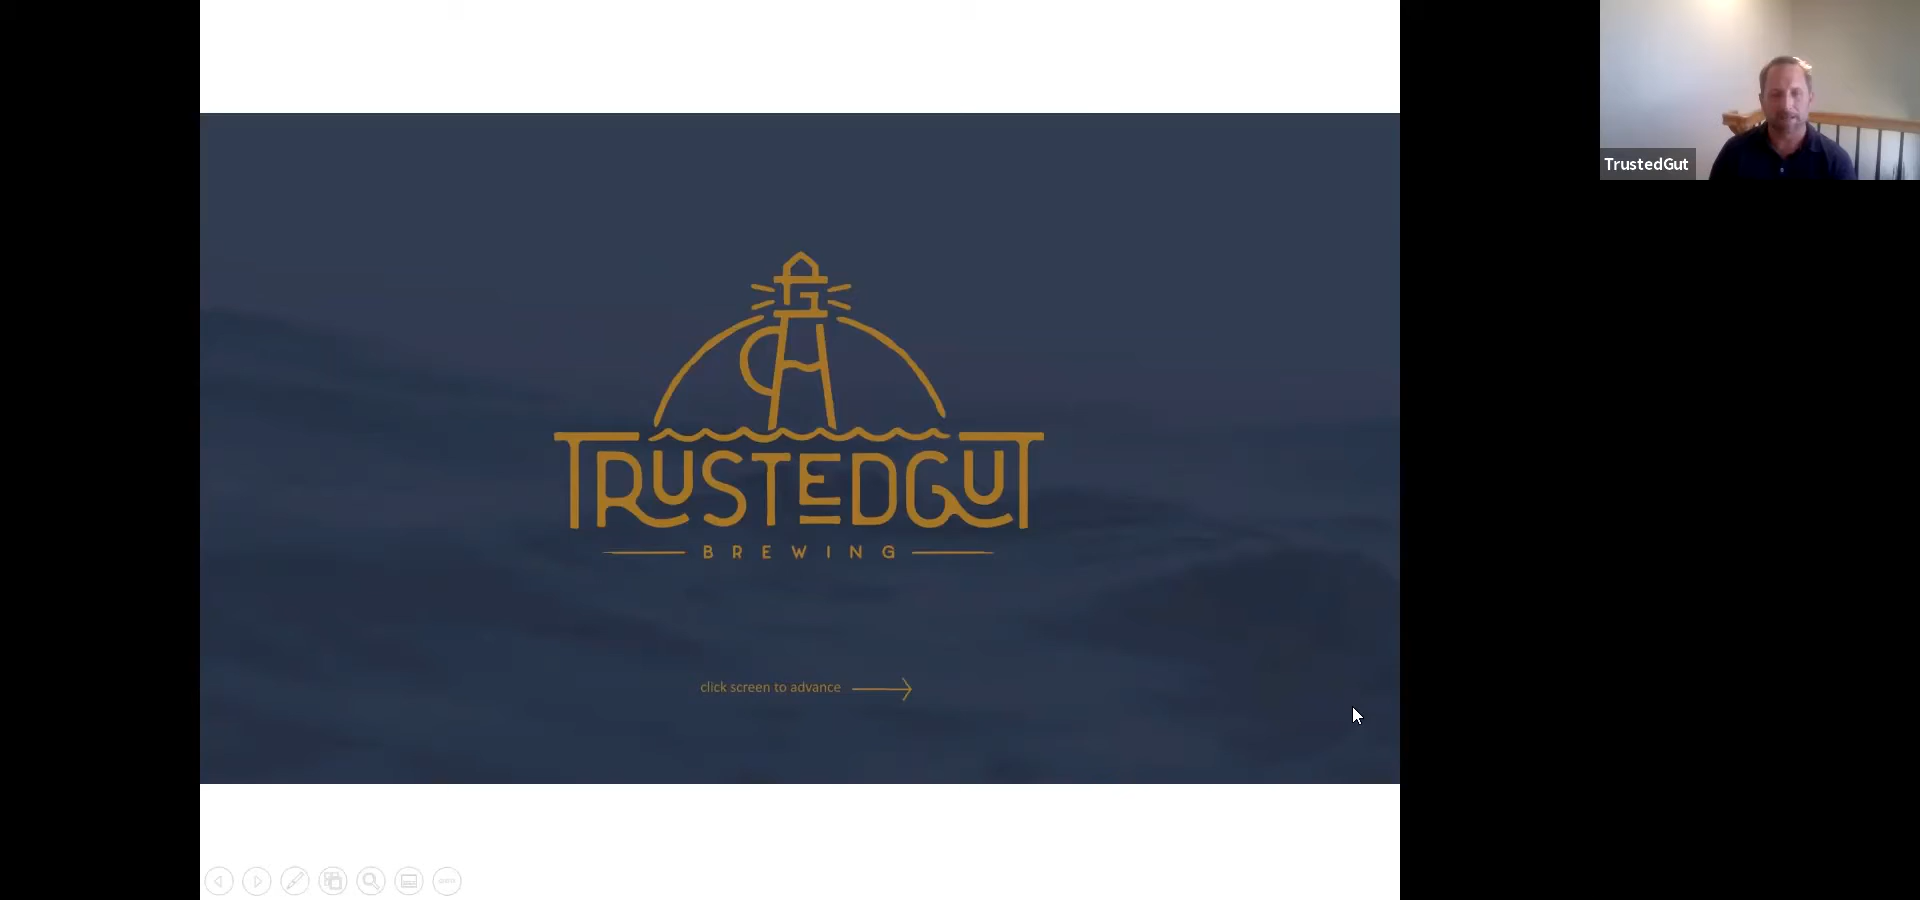 TrustedGut
G
TRUSTEDGUT
BREWING
click screen to advance